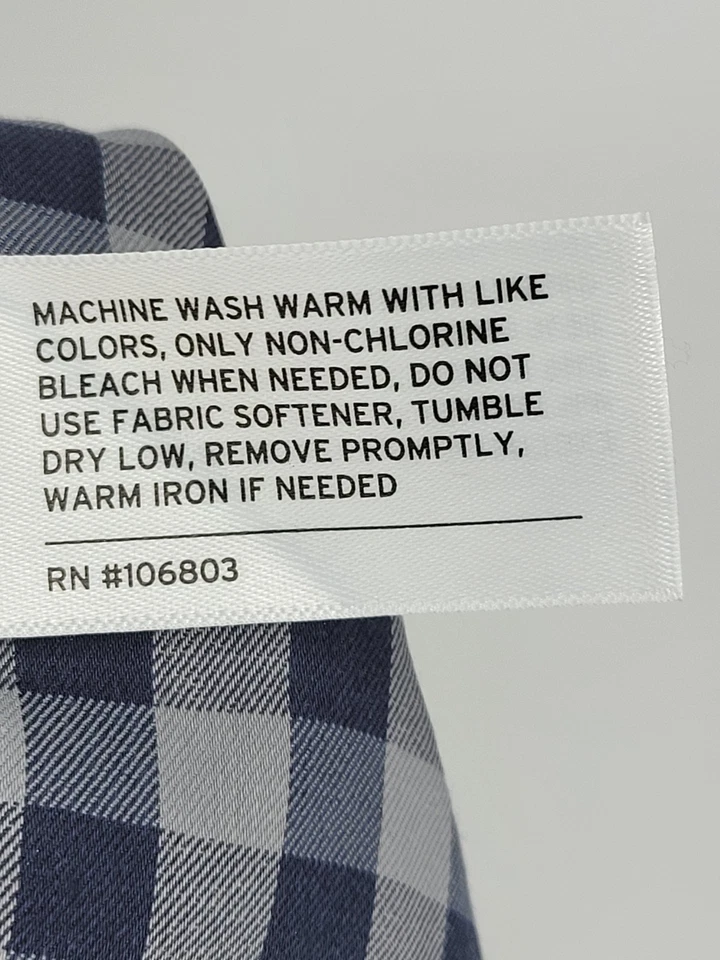 MACHINE WASH WARM WITH LIKE
COLORS, ONLY NON-CHLORINE
BLEACH WHEN NEEDED, DO NOT
USE FABRIC SOFTENER, TUMBLE
DRY LOW, REMOVE PROMPTLY,
WARM IRON IF NEEDED
RN #106803